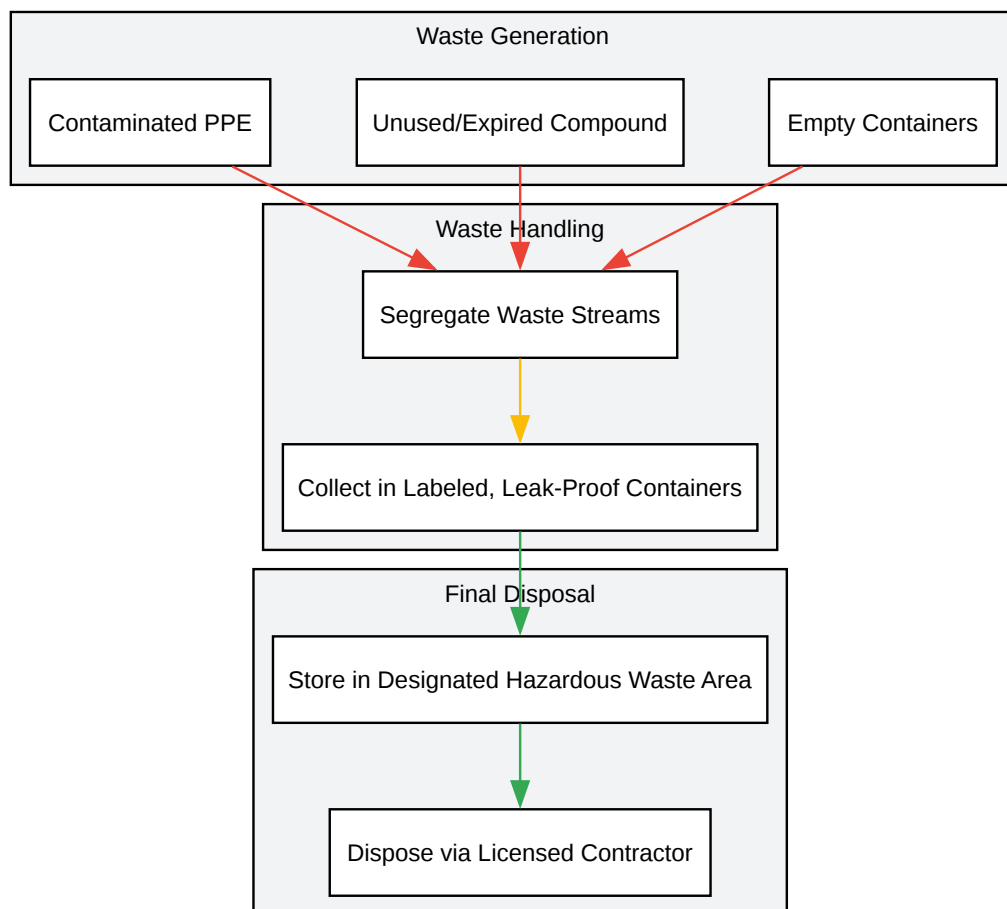 Waste Generation
Contaminated PPE
Unused/Expired Compound
Empty Containers
Waste Handling
Segregate Waste Streams
Collect in Labeled, Leak-Proof Containers
Final Disposal
Store in Designated Hazardous Waste Area
Dispose via Licensed Contractor